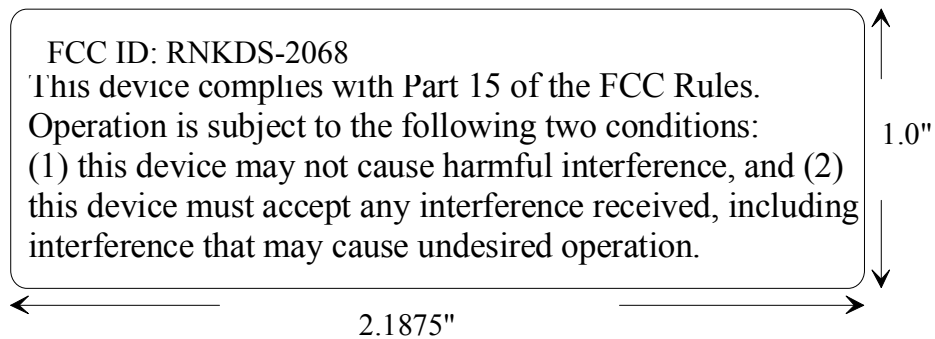 FCC ID: RNKDS-2068
This device complies with Part 15 of the FCC Rules.
Operation is subject to the following two conditions:
(1) this device may not cause harmful interference, and (2)
this device must accept any interference received, including
interference that may cause undesired operation.
1.0"
2.1875"